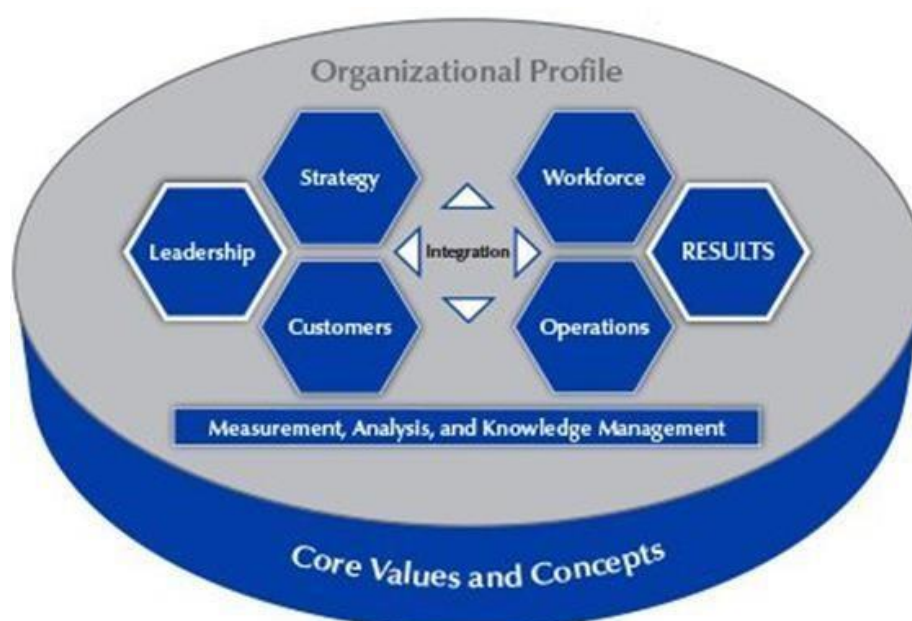 Organizational Profile
Strategy
Workforce
Leadership
Integration
RESULTS
Customers
Operations
Measurement, Analysis, and Knowledge Management
Core Values and Concepts